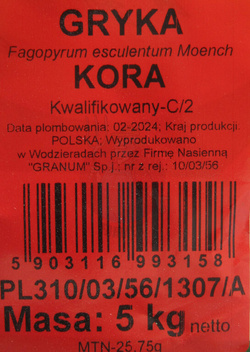 GRYKA
Fagopyrum esculentum Moench
KORA
Kwalifikowany-C/2
Data plombowania: 02-2024; Kraj produkcji:
POLSKA; Wyprodukowano
w Wodzieradach przez Firmę Nasienną
"GRANUM" Sp.j.; nr z rej.: 10/03/56
5 903116 993158
PL310/03/56/1307/A
Masa: 5 kg netto
MTN-25,75g